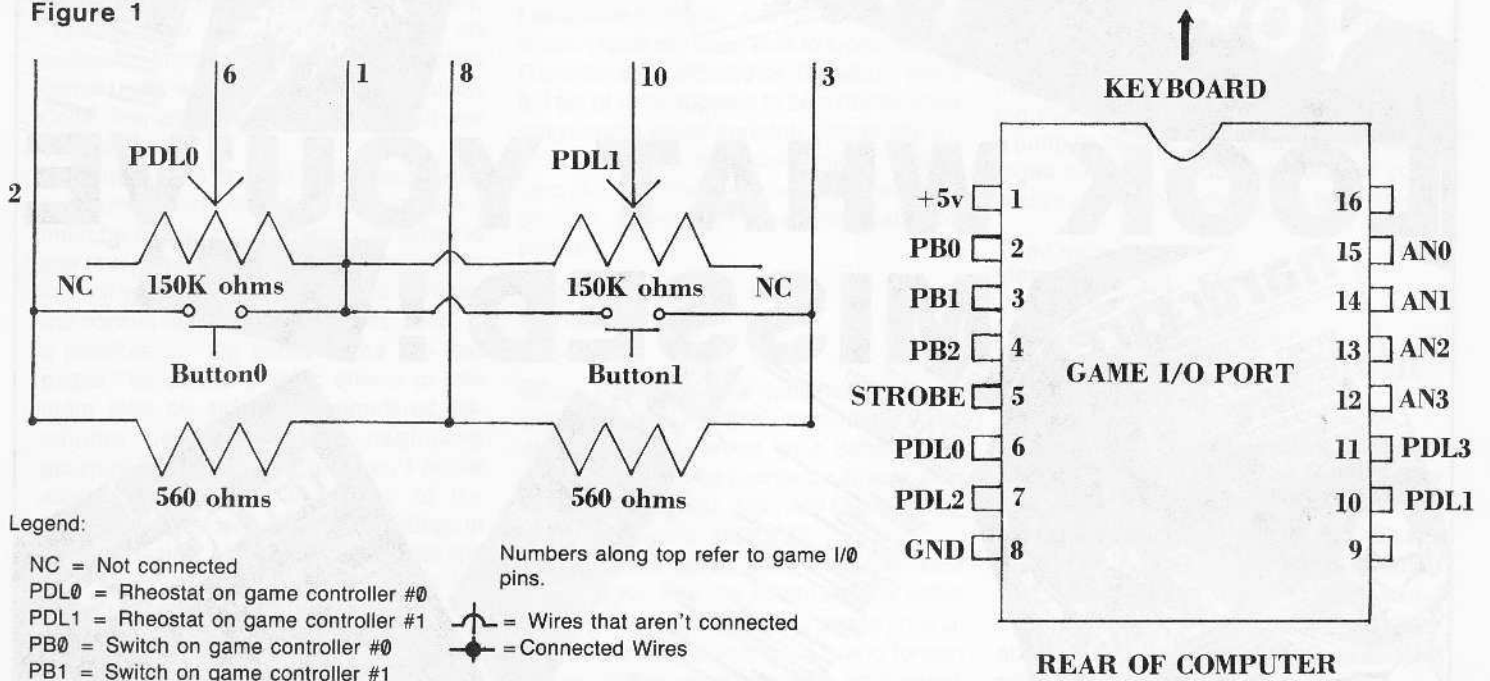 Figure 1
6 1 8 10 3
2
PDL0 PDL1
NC 150K ohms 150K ohms NC
Button0 Button1
560 ohms 560 ohms
Legend:
NC = Not connected
PDL0 = Rheostat on game controller #0
PDL1 = Rheostat on game controller #1
PB0 = Switch on game controller #0
PB1 = Switch on game controller #1
Numbers along top refer to game I/0
pins.
= Wires that aren't connected
= Connected Wires
KEYBOARD
+5v 1 16
PB0 2 15 AN0
PB1 3 14 AN1
PB2 4 13 AN2
GAME I/O PORT
STROBE 5 12 AN3
PDL0 6 11 PDL3
PDL2 7 10 PDL1
GND 8 9
REAR OF COMPUTER
LOOK WHAT YOU'VE